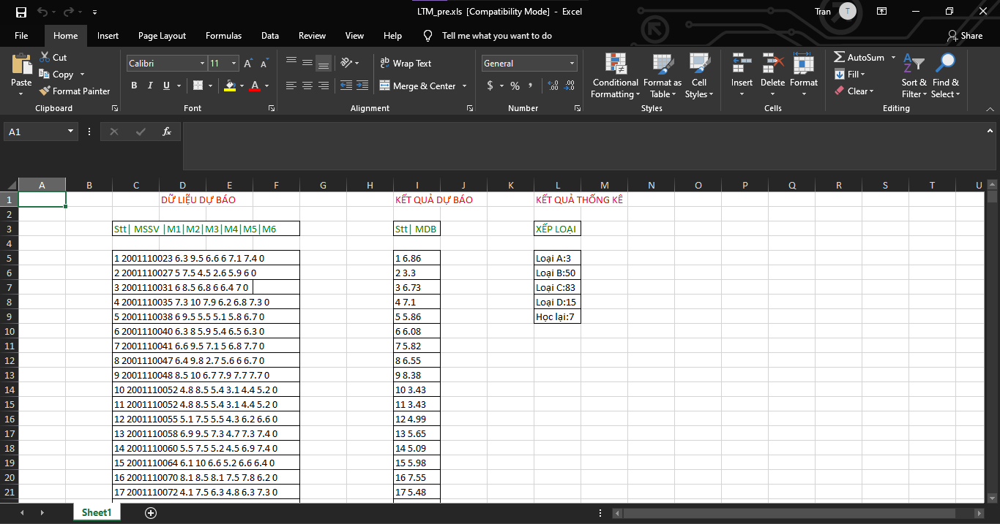 LTM_pre.xls [Compatibility Mode] - Excel
Tran T
File Home Insert Page Layout Formulas Data Review View Help Tell me what you want to do Share
Paste
Cut
Copy
Format Painter
Clipboard
Calibri 11 A A
B I U A
Font
ab Wrap Text
Merge & Center
Alignment
General
$ % , .00 .00
Number
Conditional Formatting
Format as Table
Cell Styles
Styles
Insert Delete Format
Cells
AutoSum
Fill
Clear
Sort & Filter
Find & Select
Editing
A1 fx
A B C D E F G H I J K L M N O P Q R S T U
1 DỮ LIỆU DỰ BÁO KẾT QUẢ DỰ BÁO KẾT QUẢ THỐNG KÊ
2
3 Stt| MSSV |M1|M2|M3|M4|M5|M6 Stt| MDB XẾP LOẠI
4
5 1 2001110023 6.3 9.5 6.6 6 7.1 7.4 0 1 6.86 Loại A:3
6 2 2001110027 5 7.5 4.5 2.6 5.9 6 0 2 3.3 Loại B:50
7 3 2001110031 6 8.5 6.8 6 6.4 7 0 3 6.73 Loại C:83
8 4 2001110035 7.3 10 7.9 6.2 6.8 7.3 0 4 7.1 Loại D:15
9 5 2001110038 6 9.5 5.5 5.1 5.8 6.7 0 5 5.86 Học lại:7
10 6 2001110040 6.3 8 5.9 5.4 6.5 6.3 0 6 6.08
11 7 2001110041 6.6 9.5 7.1 5 6.8 7.7 0 7 5.82
12 8 2001110047 6.4 9.8 2.7 5.6 6 6.7 0 8 6.55
13 9 2001110048 8.5 10 6.7 7.9 7.7 7.7 0 9 8.38
14 10 2001110052 4.8 8.5 5.4 3.1 4.4 5.2 0 10 3.43
15 11 2001110052 4.8 8.5 5.4 3.1 4.4 5.2 0 11 3.43
16 12 2001110055 5.1 7.5 5.5 4.3 6.2 6.6 0 12 4.99
17 13 2001110058 6.9 9.5 7.3 4.7 7.3 7.4 0 13 5.65
18 14 2001110060 5.5 7.5 5.2 4.5 6.9 7.4 0 14 5.09
19 15 2001110064 6.1 10 6.6 5.2 6.6 6.4 0 15 5.98
20 16 2001110070 8.1 8.5 8.1 7.5 7.8 6.2 0 16 7.55
21 17 2001110072 4.1 7.5 6.3 4.8 6.3 7.3 0 17 5.48
Sheet1